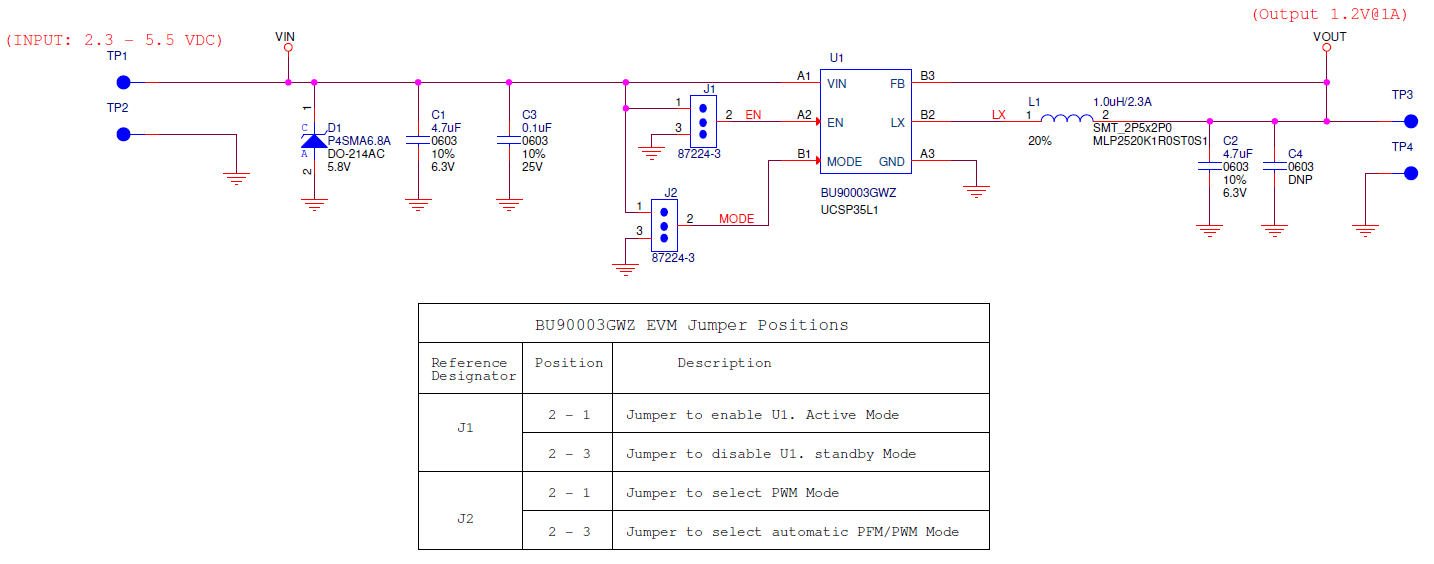 (Output 1.2V@1A)
(INPUT: 2.3 – 5.5 VDC)
VIN
VOUT
TP1
TP2
1
C
D1
P4SMA6.8A
A
DO-214AC
5.8V
2
C1
4.7uF
0603
10%
6.3V
C3
0.1uF
0603
10%
25V
J1
1
2
EN
3
87224-3
J2
1
2
MODE
3
87224-3
U1
A1
VIN
FB
B3
A2
EN
LX
B2
B1
MODE
GND
A3
BU90003GWZ
UCSP35L1
LX
L1
1.0uH/2.3A
1
2
20%
SMT_2P5x2P0
MLP2520K1R0ST0S1
C2
4.7uF
0603
10%
6.3V
C4
0603
DNP
TP3
TP4
BU90003GWZ EVM Jumper Positions
Reference Designator
Position
Description
J1
2 – 1
Jumper to enable U1. Active Mode
2 – 3
Jumper to disable U1. standby Mode
J2
2 – 1
Jumper to select PWM Mode
2 – 3
Jumper to select automatic PFM/PWM Mode